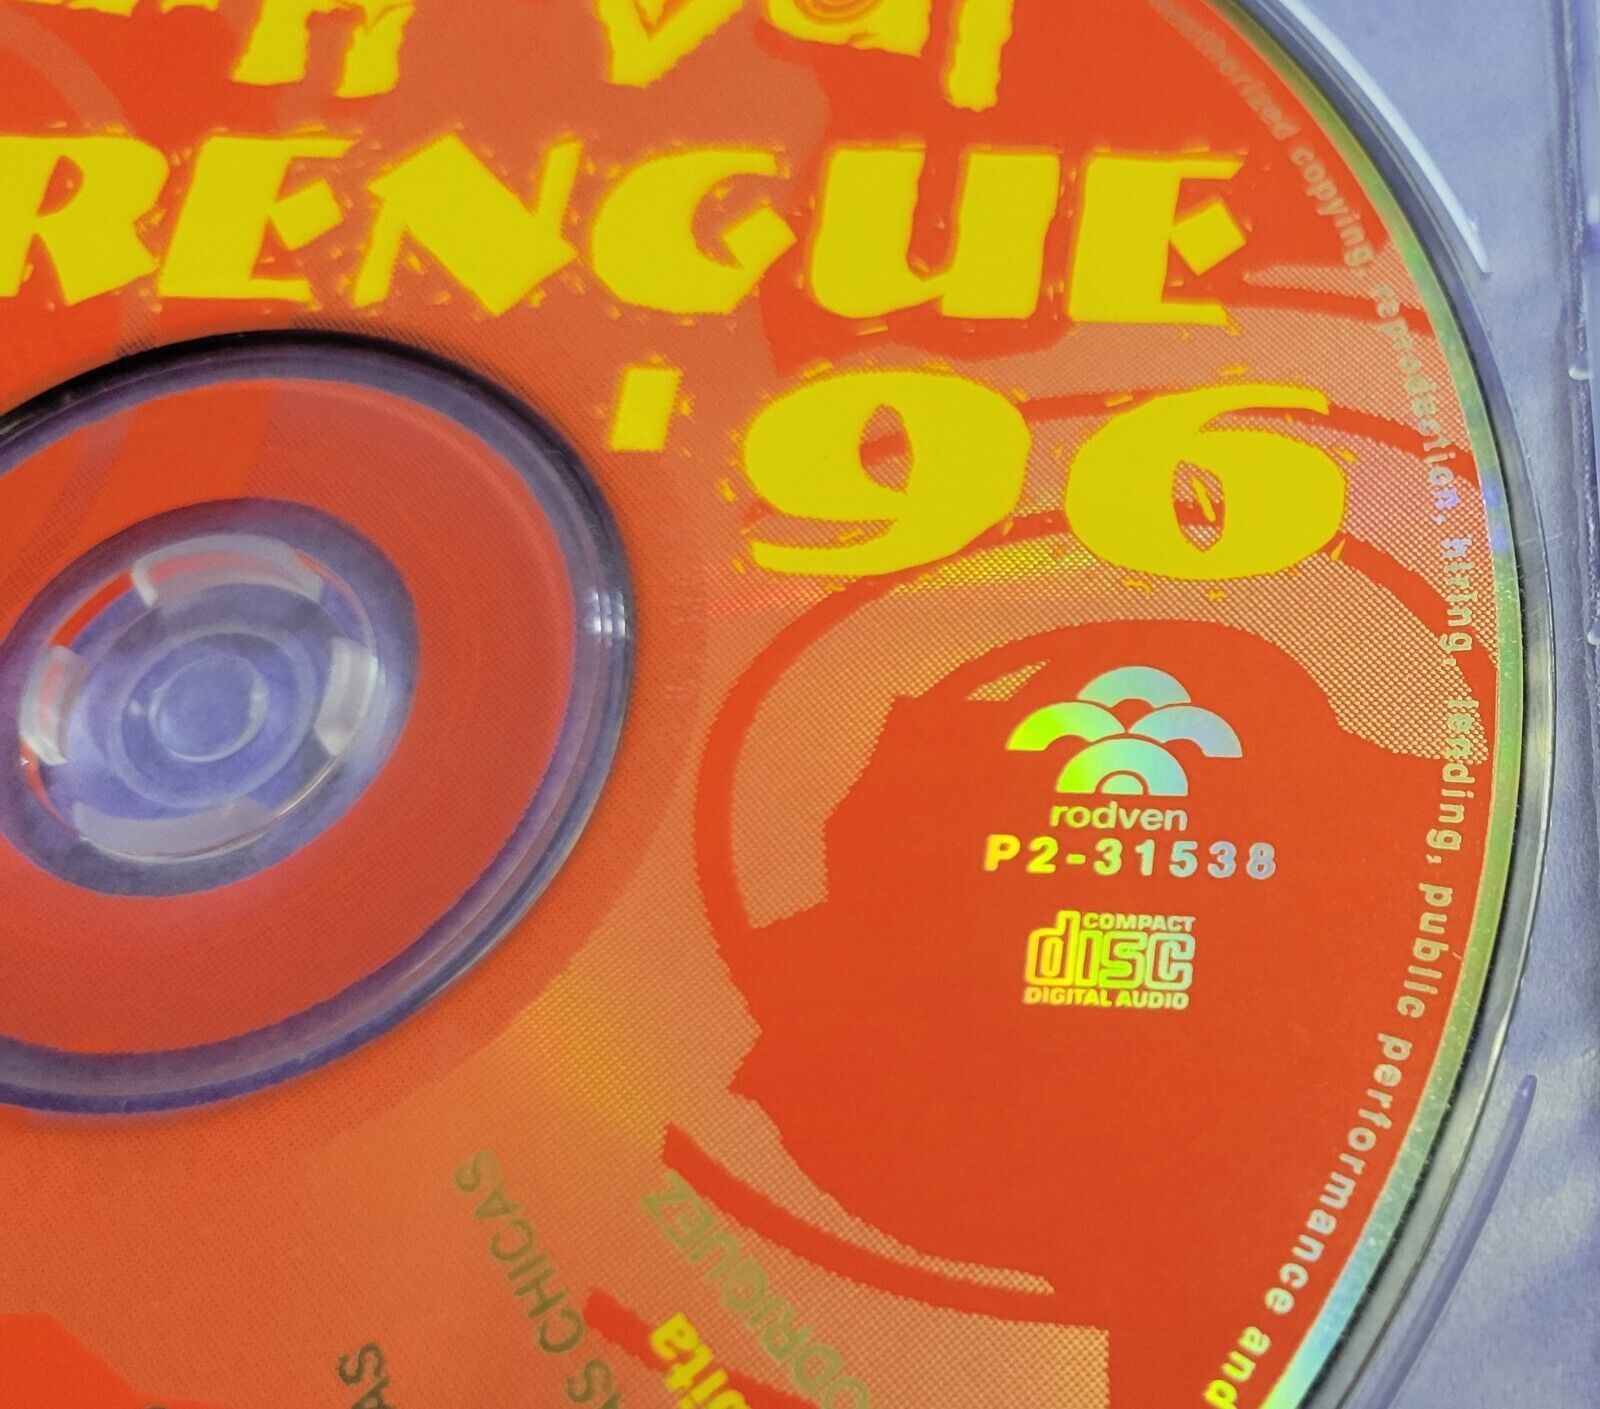 RENGUE
'96
rodven
P2-31538
COMPACT
disc
DIGITAL AUDIO
copying, reproduction, hiring, lending, public performance and
CHICAS